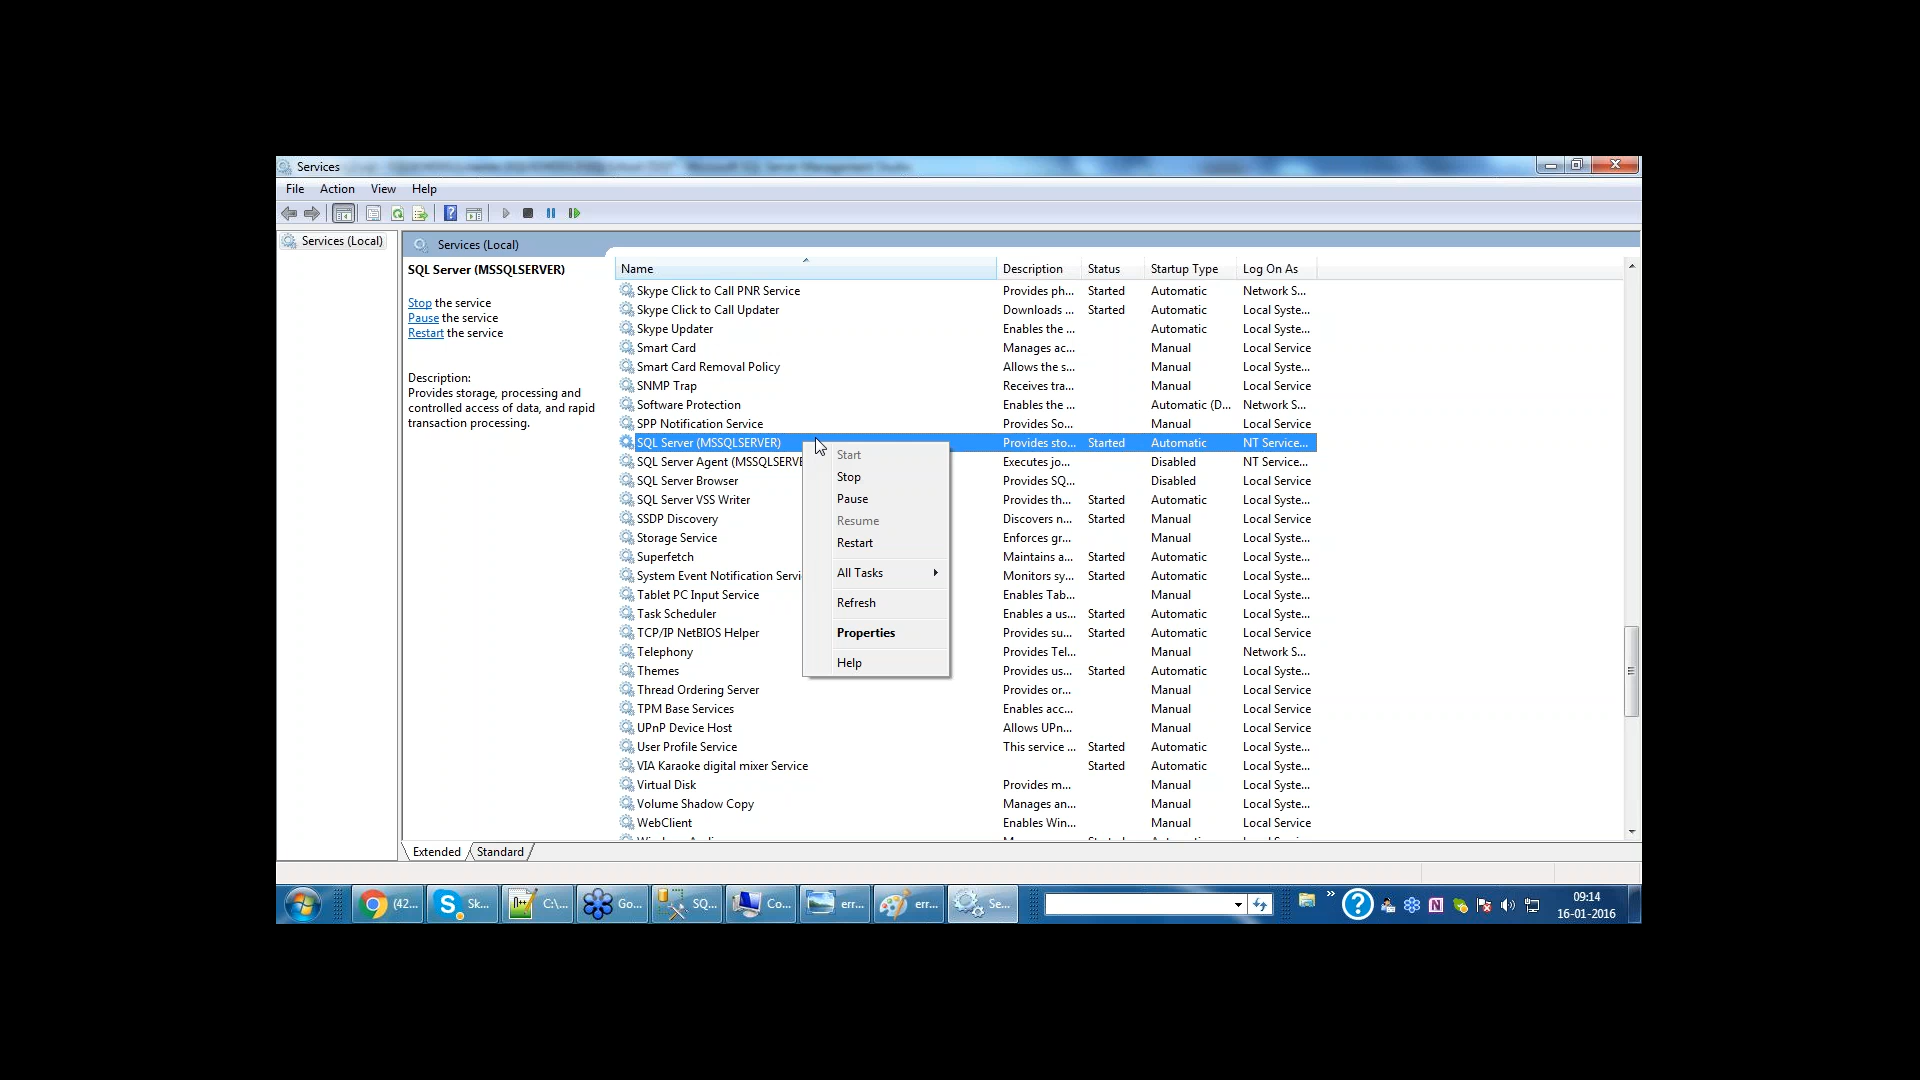 Services
File Action View Help
Services (Local)
Services (Local)
SQL Server (MSSQLSERVER)
Stop the service
Pause the service
Restart the service
Description:
Provides storage, processing and
controlled access of data, and rapid
transaction processing.
Name Description Status Startup Type Log On As
Skype Click to Call PNR Service Provides ph... Started Automatic Network S...
Skype Click to Call Updater Downloads ... Started Automatic Local Syste...
Skype Updater Enables the ... Automatic Local Syste...
Smart Card Manages ac... Manual Local Service
Smart Card Removal Policy Allows the s... Manual Local Syste...
SNMP Trap Receives tra... Manual Local Service
Software Protection Enables the ... Automatic (D... Network S...
SPP Notification Service Provides So... Manual Local Service
SQL Server (MSSQLSERVER) Provides sto... Started Automatic NT Service...
SQL Server Agent (MSSQLSERVE Executes jo... Disabled NT Service...
SQL Server Browser Provides SQ... Disabled Local Service
SQL Server VSS Writer Provides th... Started Automatic Local Syste...
SSDP Discovery Discovers n... Started Manual Local Service
Storage Service Enforces gr... Manual Local Syste...
Superfetch Maintains a... Started Automatic Local Syste...
System Event Notification Servi Monitors sy... Started Automatic Local Syste...
Tablet PC Input Service Enables Tab... Manual Local Syste...
Task Scheduler Enables a us... Started Automatic Local Syste...
TCP/IP NetBIOS Helper Provides su... Started Automatic Local Service
Telephony Provides Tel... Manual Network S...
Themes Provides us... Started Automatic Local Syste...
Thread Ordering Server Provides or... Manual Local Service
TPM Base Services Enables acc... Manual Local Service
UPnP Device Host Allows UPn... Manual Local Service
User Profile Service This service ... Started Automatic Local Syste...
VIA Karaoke digital mixer Service Started Automatic Local Syste...
Virtual Disk Provides m... Manual Local Syste...
Volume Shadow Copy Manages an... Manual Local Syste...
WebClient Enables Win... Manual Local Service
Start
Stop
Pause
Resume
Restart
All Tasks
Refresh
Properties
Help
Extended Standard
(42... Sk... C:\... Go... SQ... Co... err... err... Se... 09:14
16-01-2016